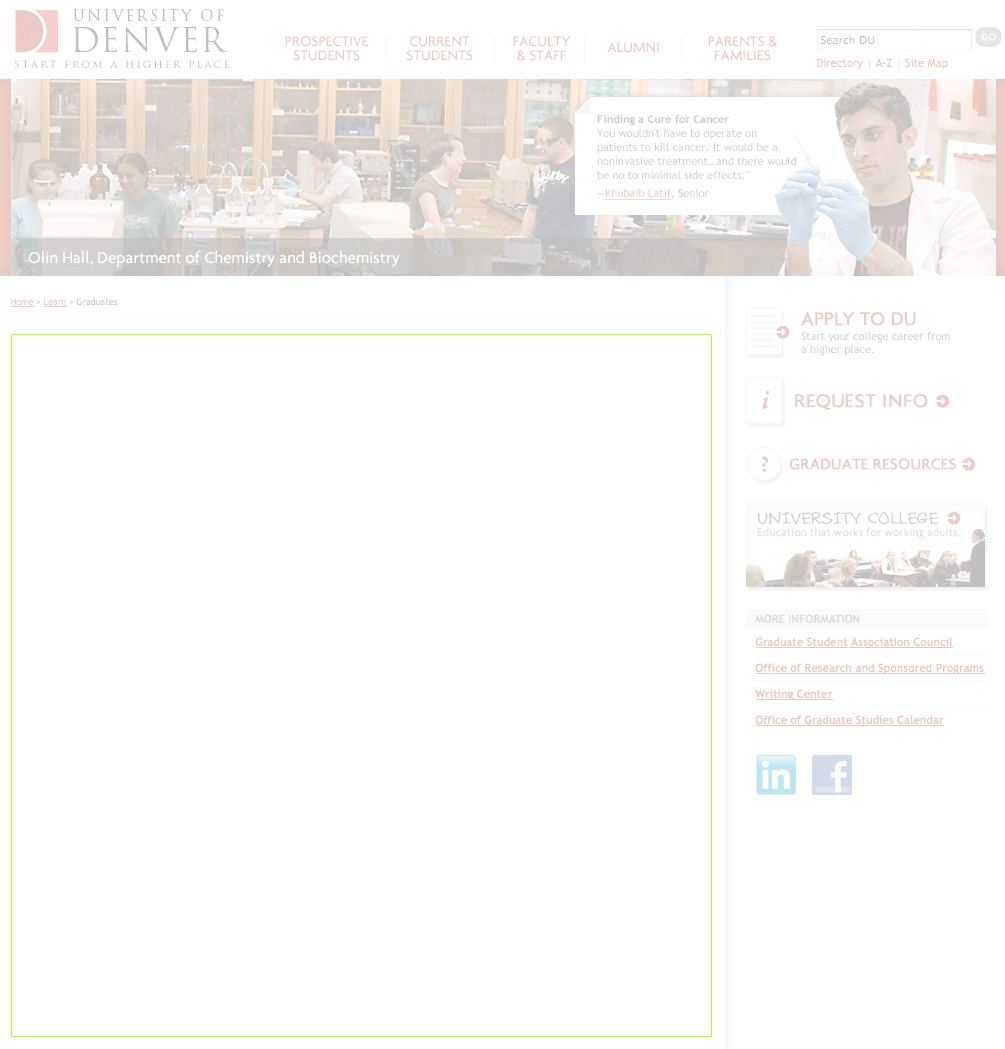 UNIVERSITY OF
DENVER
START FROM A HIGHER PLACE
PROSPECTIVE
STUDENTS
CURRENT
STUDENTS
FACULTY
& STAFF
ALUMNI
PARENTS &
FAMILIES
Search DU
GO
Directory | A-Z | Site Map
Finding a Cure for Cancer
You wouldn't have to operate on
patients to kill cancer. It would be a
noninvasive treatment...and there would
be no to minimal side effects."
--Khubaib Latif, Senior
Olin Hall, Department of Chemistry and Biochemistry
Home > Learn > Graduates
APPLY TO DU
Start your college career from
a higher place.
i REQUEST INFO
? GRADUATE RESOURCES
UNIVERSITY COLLEGE
Education that works for working adults.
MORE INFORMATION
Graduate Student Association Council
Office of Research and Sponsored Programs
Writing Center
Office of Graduate Studies Calendar
in f